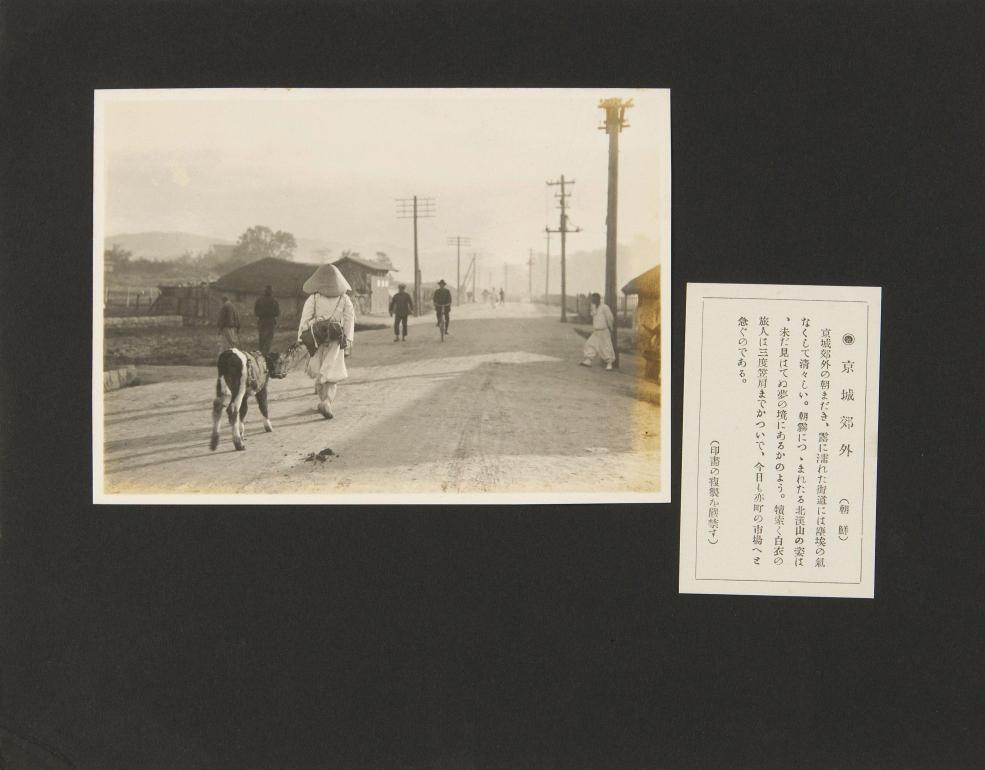 京城郊外 (朝鮮)
京城郊外の朝まだき、露に濡れた街道には塵埃の氣
なくして清々しい。朝霧につゝまれたる北漢山の姿は
、未だ見はてぬ夢の境にあるかのよう。犢索く白衣の
旅人は三度笠肩までかついで、今日も亦町の市場へと
急ぐのである。
(印畫の複製を嚴禁す)